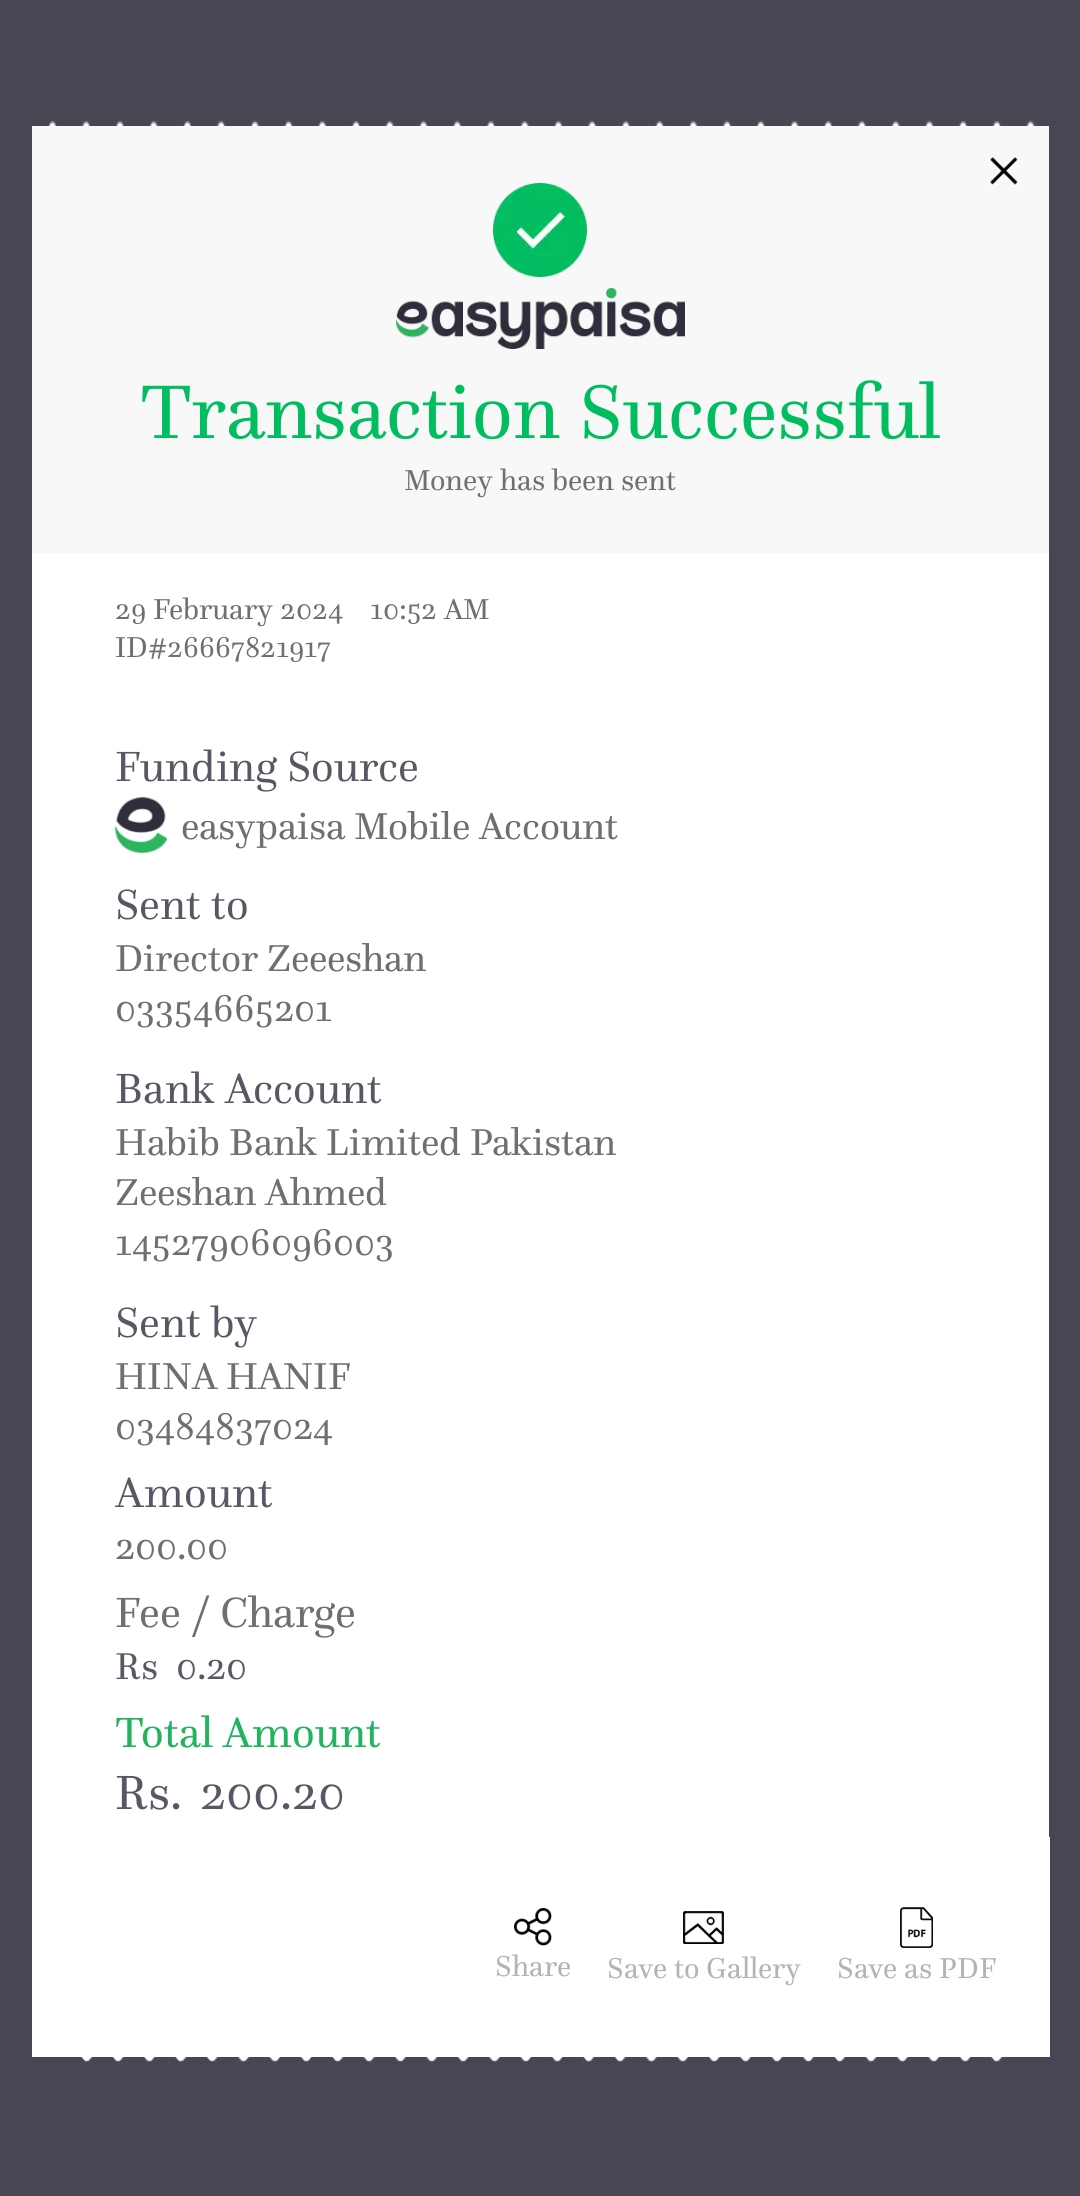 easypaisa
Transaction Successful
Money has been sent
29 February 2024 10:52 AM
ID#26667821917
Funding Source
easypaisa Mobile Account
Sent to
Director Zeeeshan
03354665201
Bank Account
Habib Bank Limited Pakistan
Zeeshan Ahmed
14527906096003
Sent by
HINA HANIF
03484837024
Amount
200.00
Fee / Charge
Rs 0.20
Total Amount
Rs. 200.20
PDF
Share Save to Gallery Save as PDF